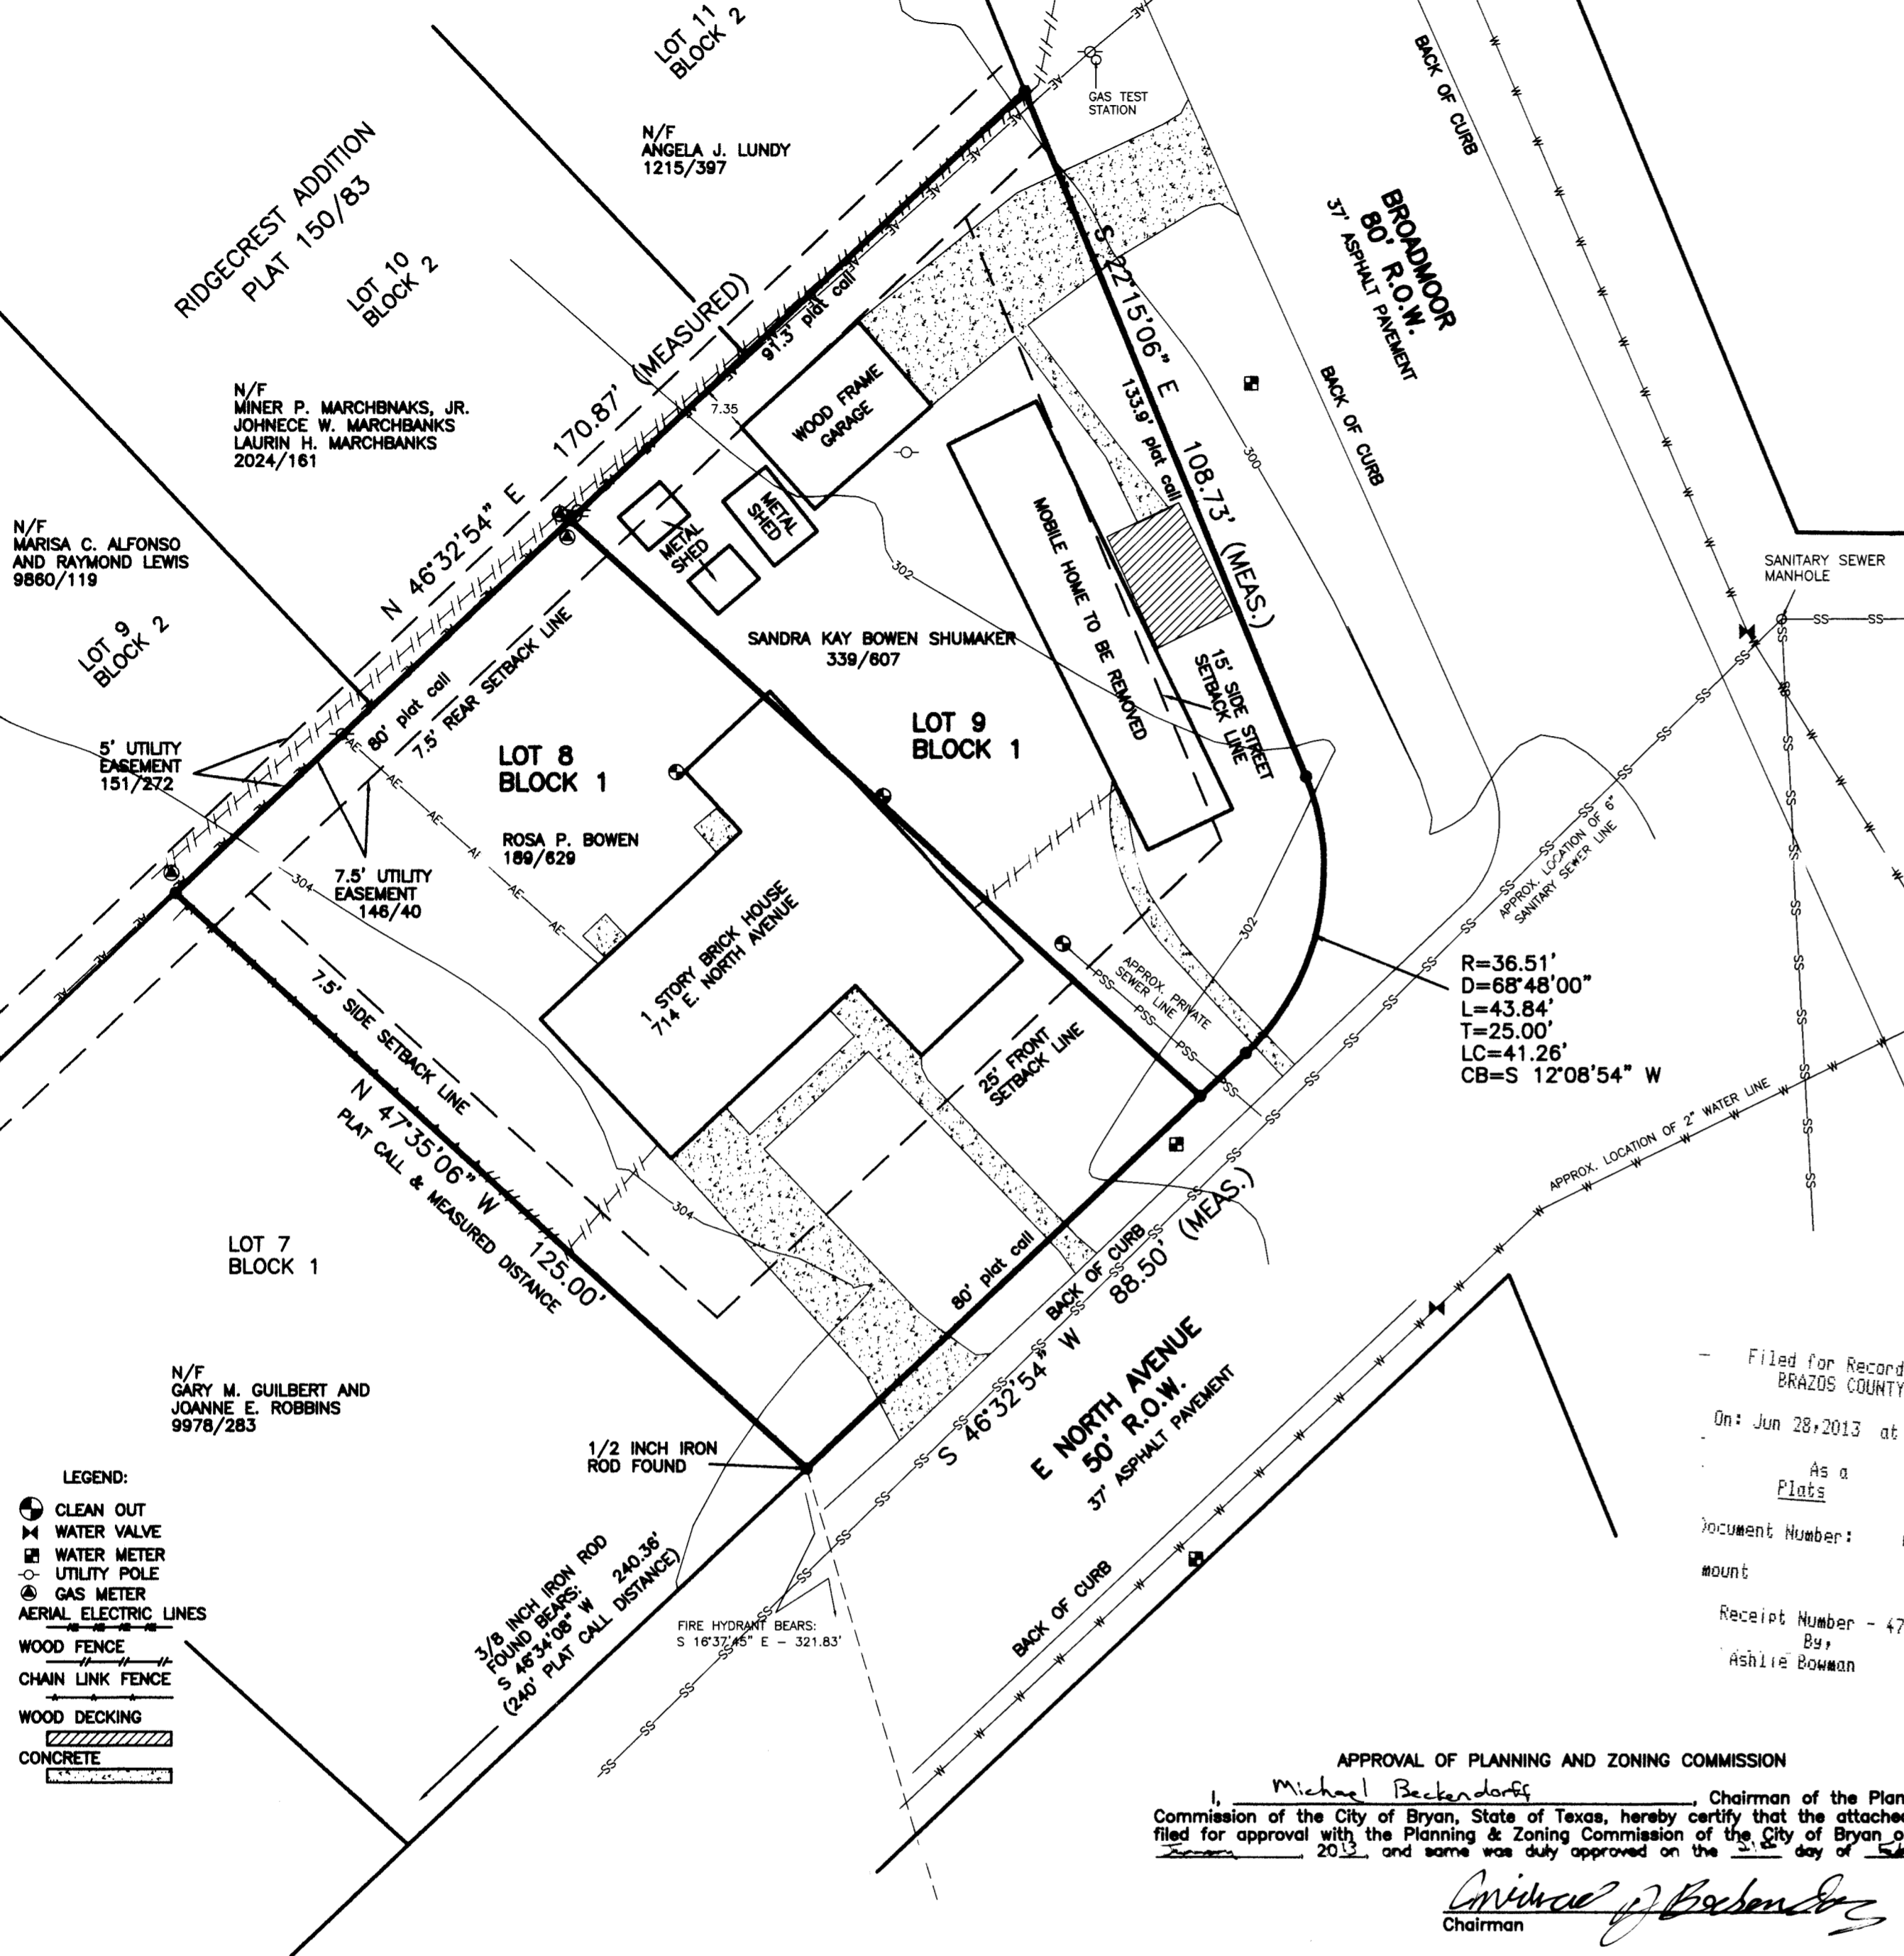 LOT 11
BLOCK 2
N/F
ANGELA J. LUNDY
1215/397
GAS TEST
STATION
BACK OF CURB
RIDGECREST ADDITION
PLAT 150/83
LOT 10
BLOCK 2
BROADMOOR
80' R.O.W.
37' ASPHALT PAVEMENT
N/F
MINER P. MARCHBNAKS, JR.
JOHNECE W. MARCHBANKS
LAURIN H. MARCHBANKS
2024/161
N 46°32'54" E 170.87' (MEASURED)
91.3' plat call
7.35
WOOD FRAME
GARAGE
S 22°15'06" E 108.73' (MEAS.)
133.9' plat call
BACK OF CURB
300
N/F
MARISA C. ALFONSO
AND RAYMOND LEWIS
9860/119
LOT 9
BLOCK 2
METAL
SHED
METAL
SHED
302
MOBILE HOME TO BE REMOVED
SANITARY SEWER
MANHOLE
SANDRA KAY BOWEN SHUMAKER
339/607
15' SIDE STREET
SETBACK LINE
80' plat call
7.5' REAR SETBACK LINE
5' UTILITY
EASEMENT
151/272
LOT 8
BLOCK 1
LOT 9
BLOCK 1
ROSA P. BOWEN
189/629
7.5' UTILITY
EASEMENT
146/40
304
1 STORY BRICK HOUSE
714 E. NORTH AVENUE
APPROX. LOCATION OF 6"
SANITARY SEWER LINE
302
APPROX. PRIVATE
SEWER LINE
R=36.51'
D=68°48'00"
L=43.84'
T=25.00'
LC=41.26'
CB=S 12°08'54" W
7.5' SIDE SETBACK LINE
25' FRONT
SETBACK LINE
N 47°35'06" W 125.00'
PLAT CALL & MEASURED DISTANCE
APPROX. LOCATION OF 2" WATER LINE
304
LOT 7
BLOCK 1
80' plat call
BACK OF CURB
S 46°32'54" W 88.50' (MEAS.)
E NORTH AVENUE
50' R.O.W.
37' ASPHALT PAVEMENT
N/F
GARY M. GUILBERT AND
JOANNE E. ROBBINS
9978/283
1/2 INCH IRON
ROD FOUND
Filed for Record
BRAZOS COUNTY
On: Jun 28,2013 at
As a
Plats
ocument Number:
mount
Receipt Number - 47
By,
Ashlie Bowman
LEGEND:
CLEAN OUT
WATER VALVE
WATER METER
UTILITY POLE
GAS METER
AERIAL ELECTRIC LINES
WOOD FENCE
CHAIN LINK FENCE
WOOD DECKING
CONCRETE
3/8 INCH IRON ROD
FOUND BEARS:
S 46°34'08" W 240.36'
(240' PLAT CALL DISTANCE)
FIRE HYDRANT BEARS:
S 16°37'45" E - 321.83'
BACK OF CURB
APPROVAL OF PLANNING AND ZONING COMMISSION
I, Michael Beckendorff, Chairman of the Plan
Commission of the City of Bryan, State of Texas, hereby certify that the attache
filed for approval with the Planning & Zoning Commission of the City of Bryan o
January, 2013, and same was duly approved on the day of
Chairman